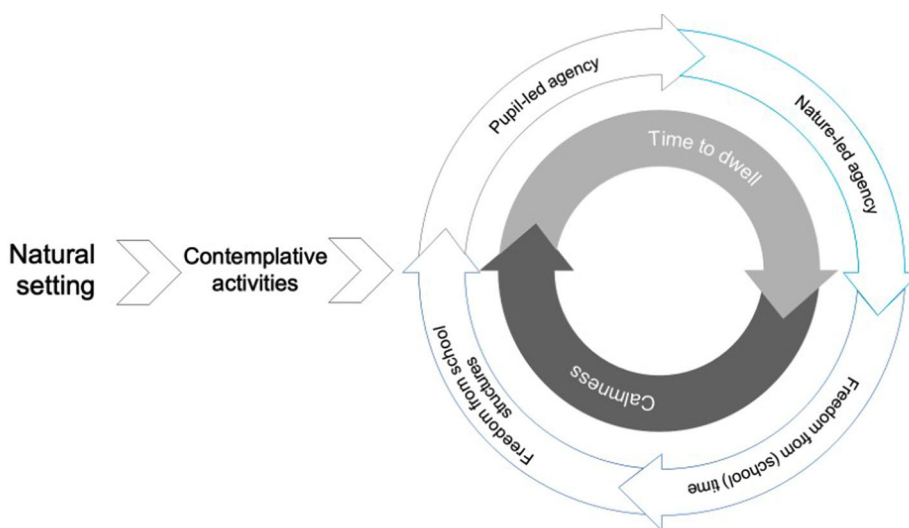 Natural
setting
Contemplative
activities
Pupil-led agency
Nature-led agency
Freedom from (school) time
Freedom from school
structures
Time to dwell
Calmness